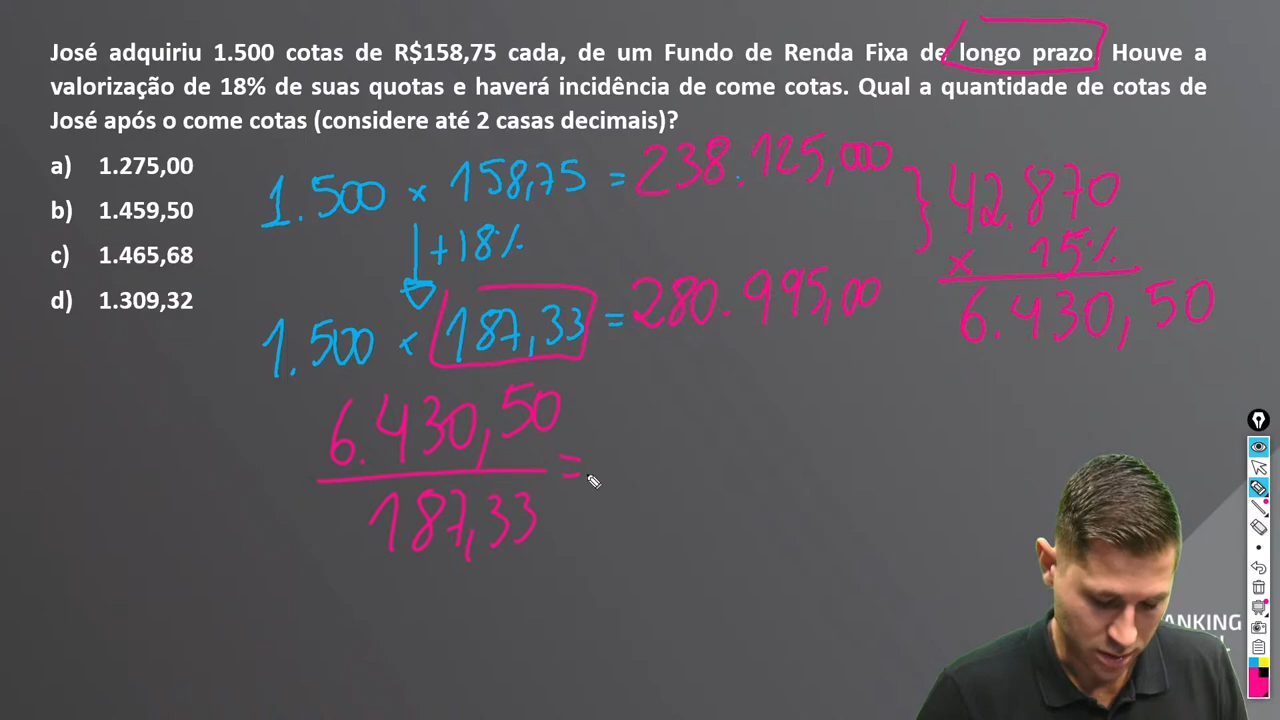 José adquiriu 1.500 cotas de R$158,75 cada, de um Fundo de Renda Fixa de longo prazo. Houve a
valorização de 18% de suas quotas e haverá incidência de come cotas. Qual a quantidade de cotas de
José após o come cotas (considere até 2 casas decimais)?
a) 1.275,00
b) 1.459,50
c) 1.465,68
d) 1.309,32
1.500 × 158,75 = 238.125,000
+18%
1.500 × 187,33 = 280.995,00
} 42.870
× 15%
6.430,50
6.430,50
187,33
=
ANKING